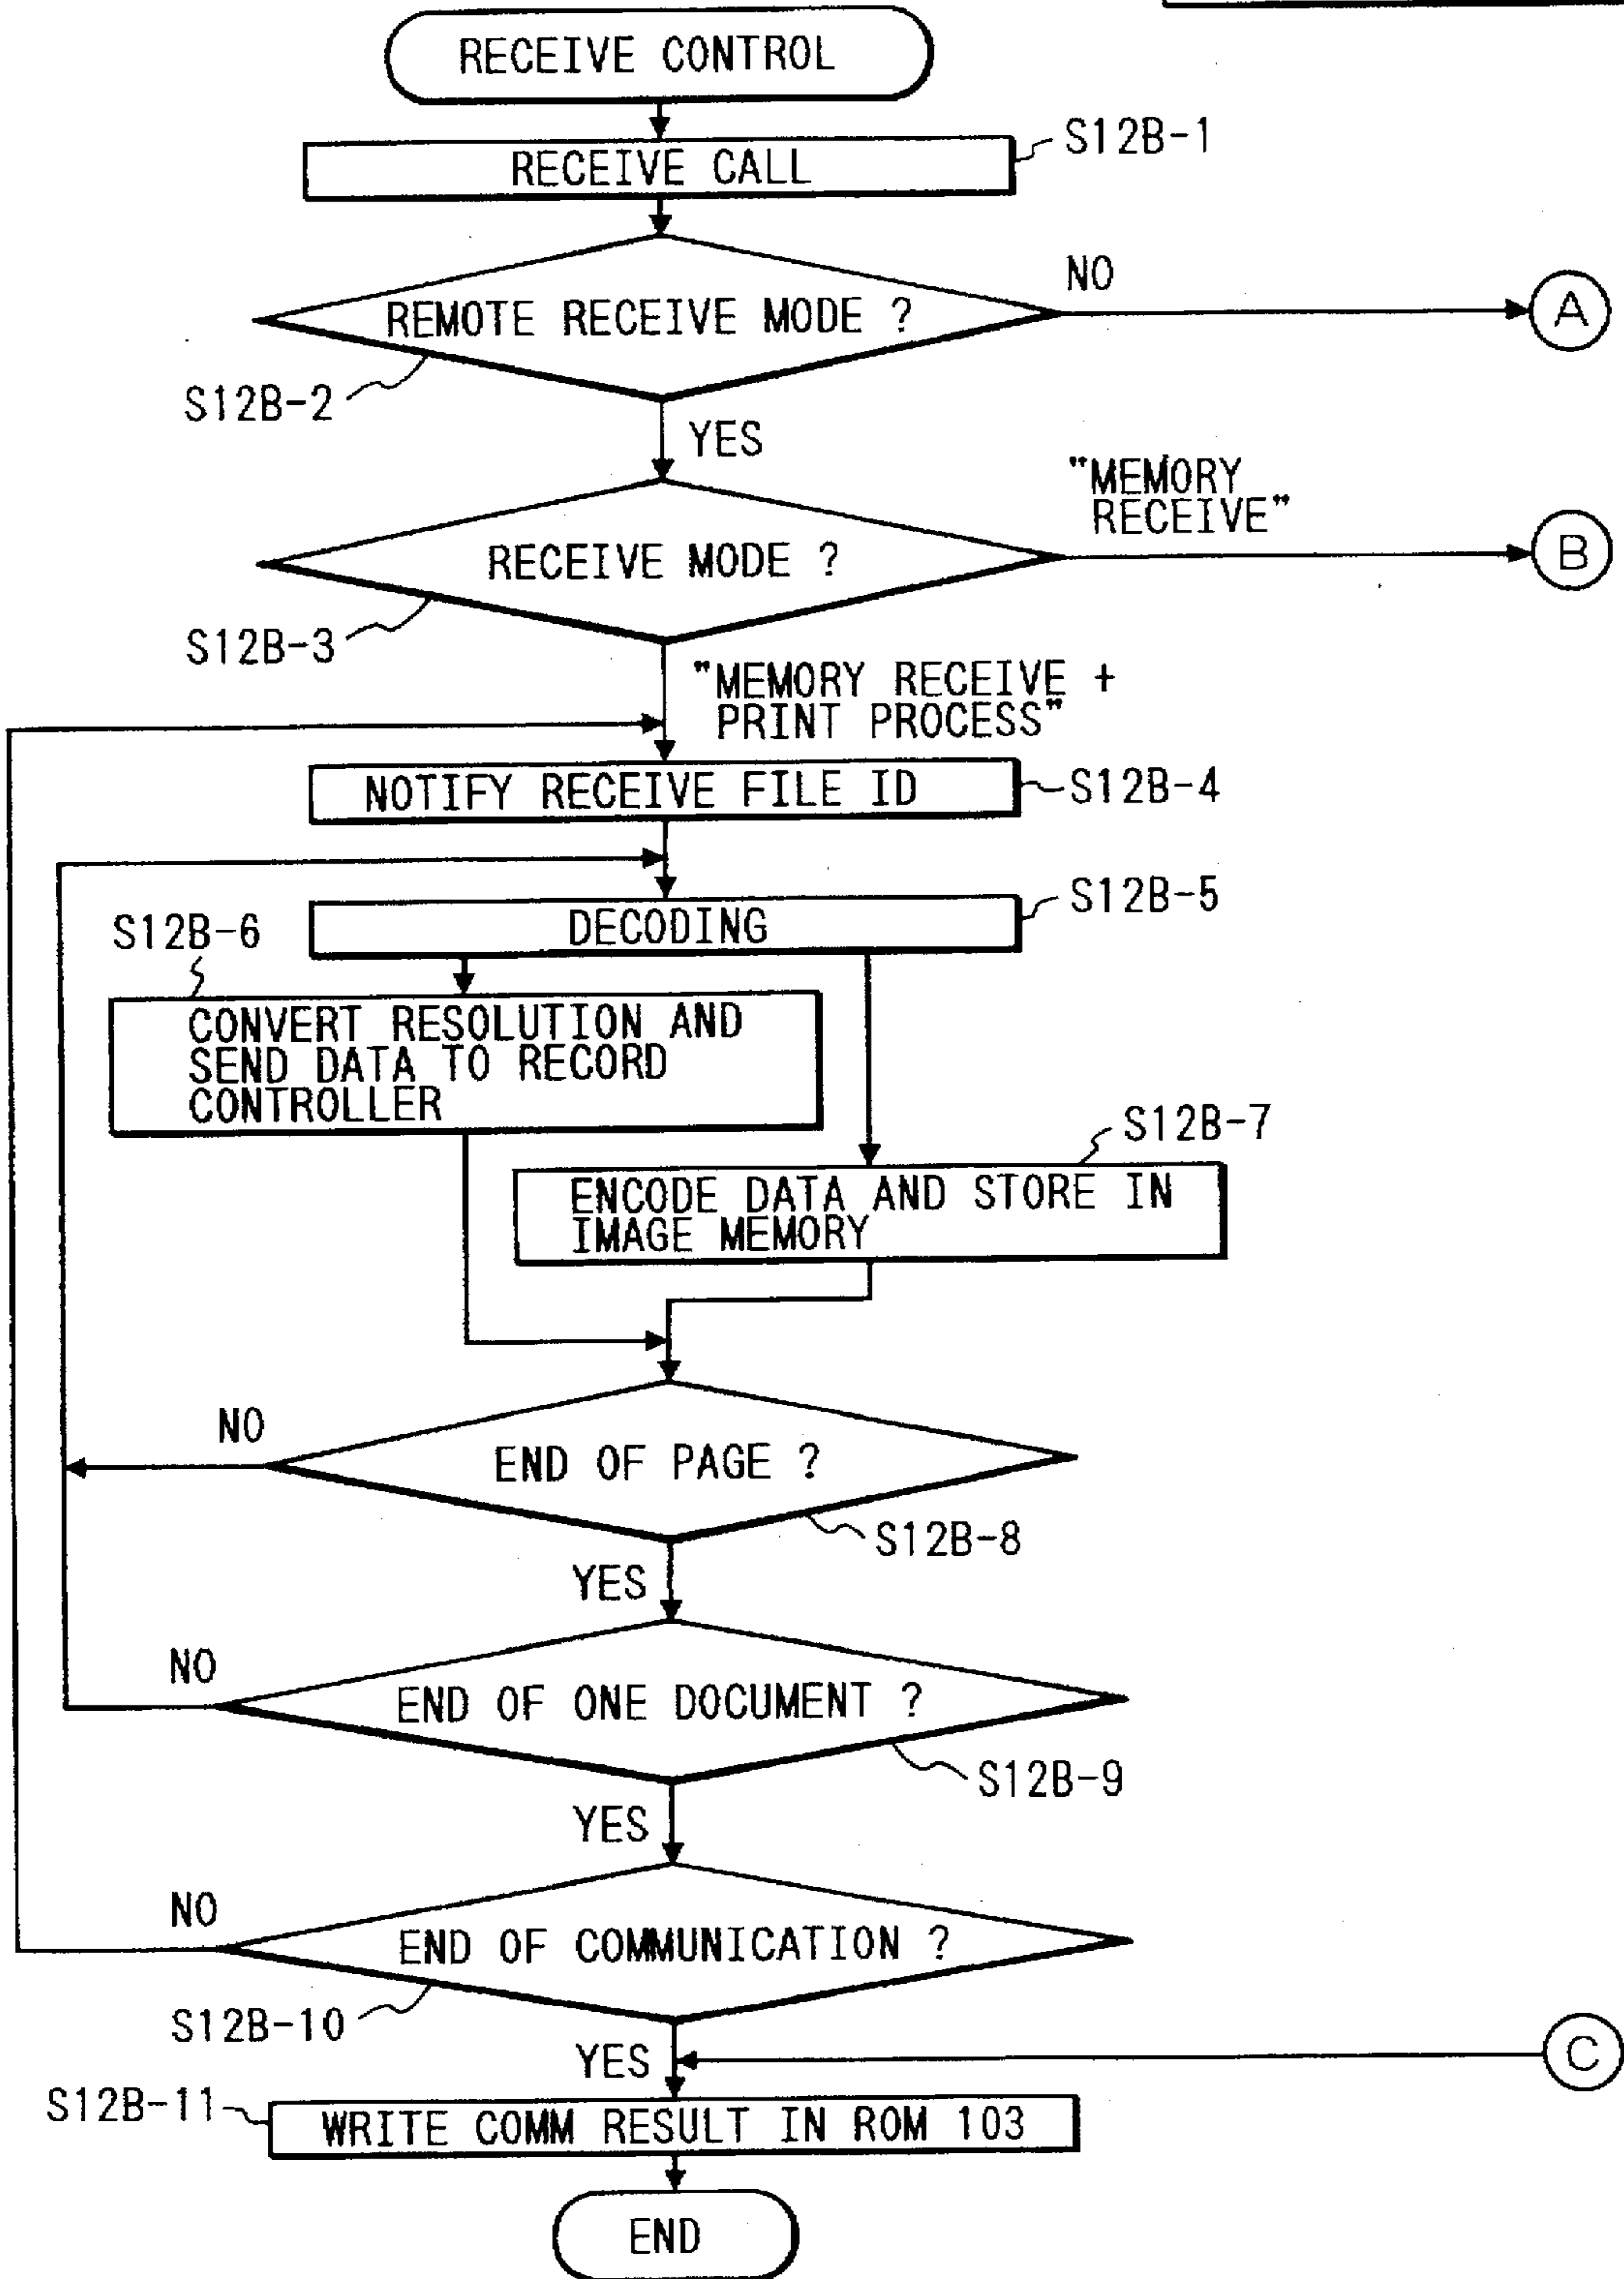 RECEIVE CONTROL
S12B-1
RECEIVE CALL
NO
A
REMOTE RECEIVE MODE ?
S12B-2
YES
"MEMORY
RECEIVE"
B
RECEIVE MODE ?
S12B-3
"MEMORY RECEIVE +
PRINT PROCESS"
NOTIFY RECEIVE FILE ID
S12B-4
S12B-5
DECODING
S12B-6
CONVERT RESOLUTION AND
SEND DATA TO RECORD
CONTROLLER
S12B-7
ENCODE DATA AND STORE IN
IMAGE MEMORY
NO
END OF PAGE ?
S12B-8
YES
NO
END OF ONE DOCUMENT ?
S12B-9
YES
NO
END OF COMMUNICATION ?
S12B-10
YES
C
S12B-11
WRITE COMM RESULT IN ROM 103
END